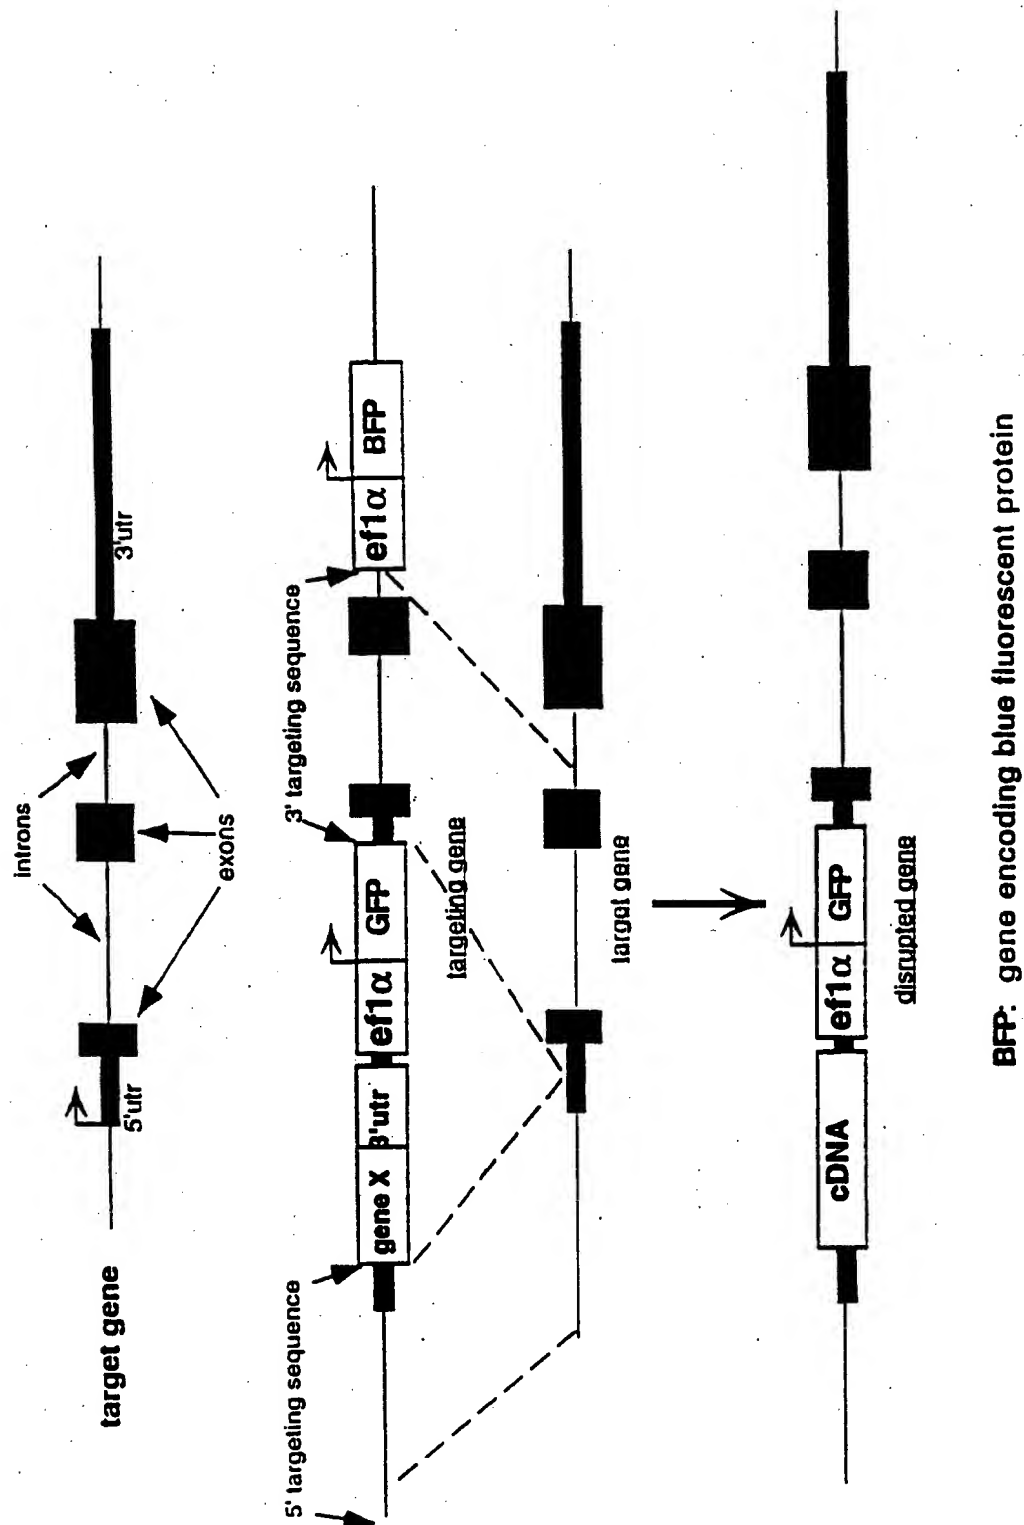 target gene
5'utr
introns
exons
3'utr
5' targeting sequence
gene X
3'utr
ef1α
GFP
3' targeting sequence
ef1α
BFP
targeting gene
target gene
cDNA
ef1α
GFP
disrupted gene
BFP: gene encoding blue fluorescent protein